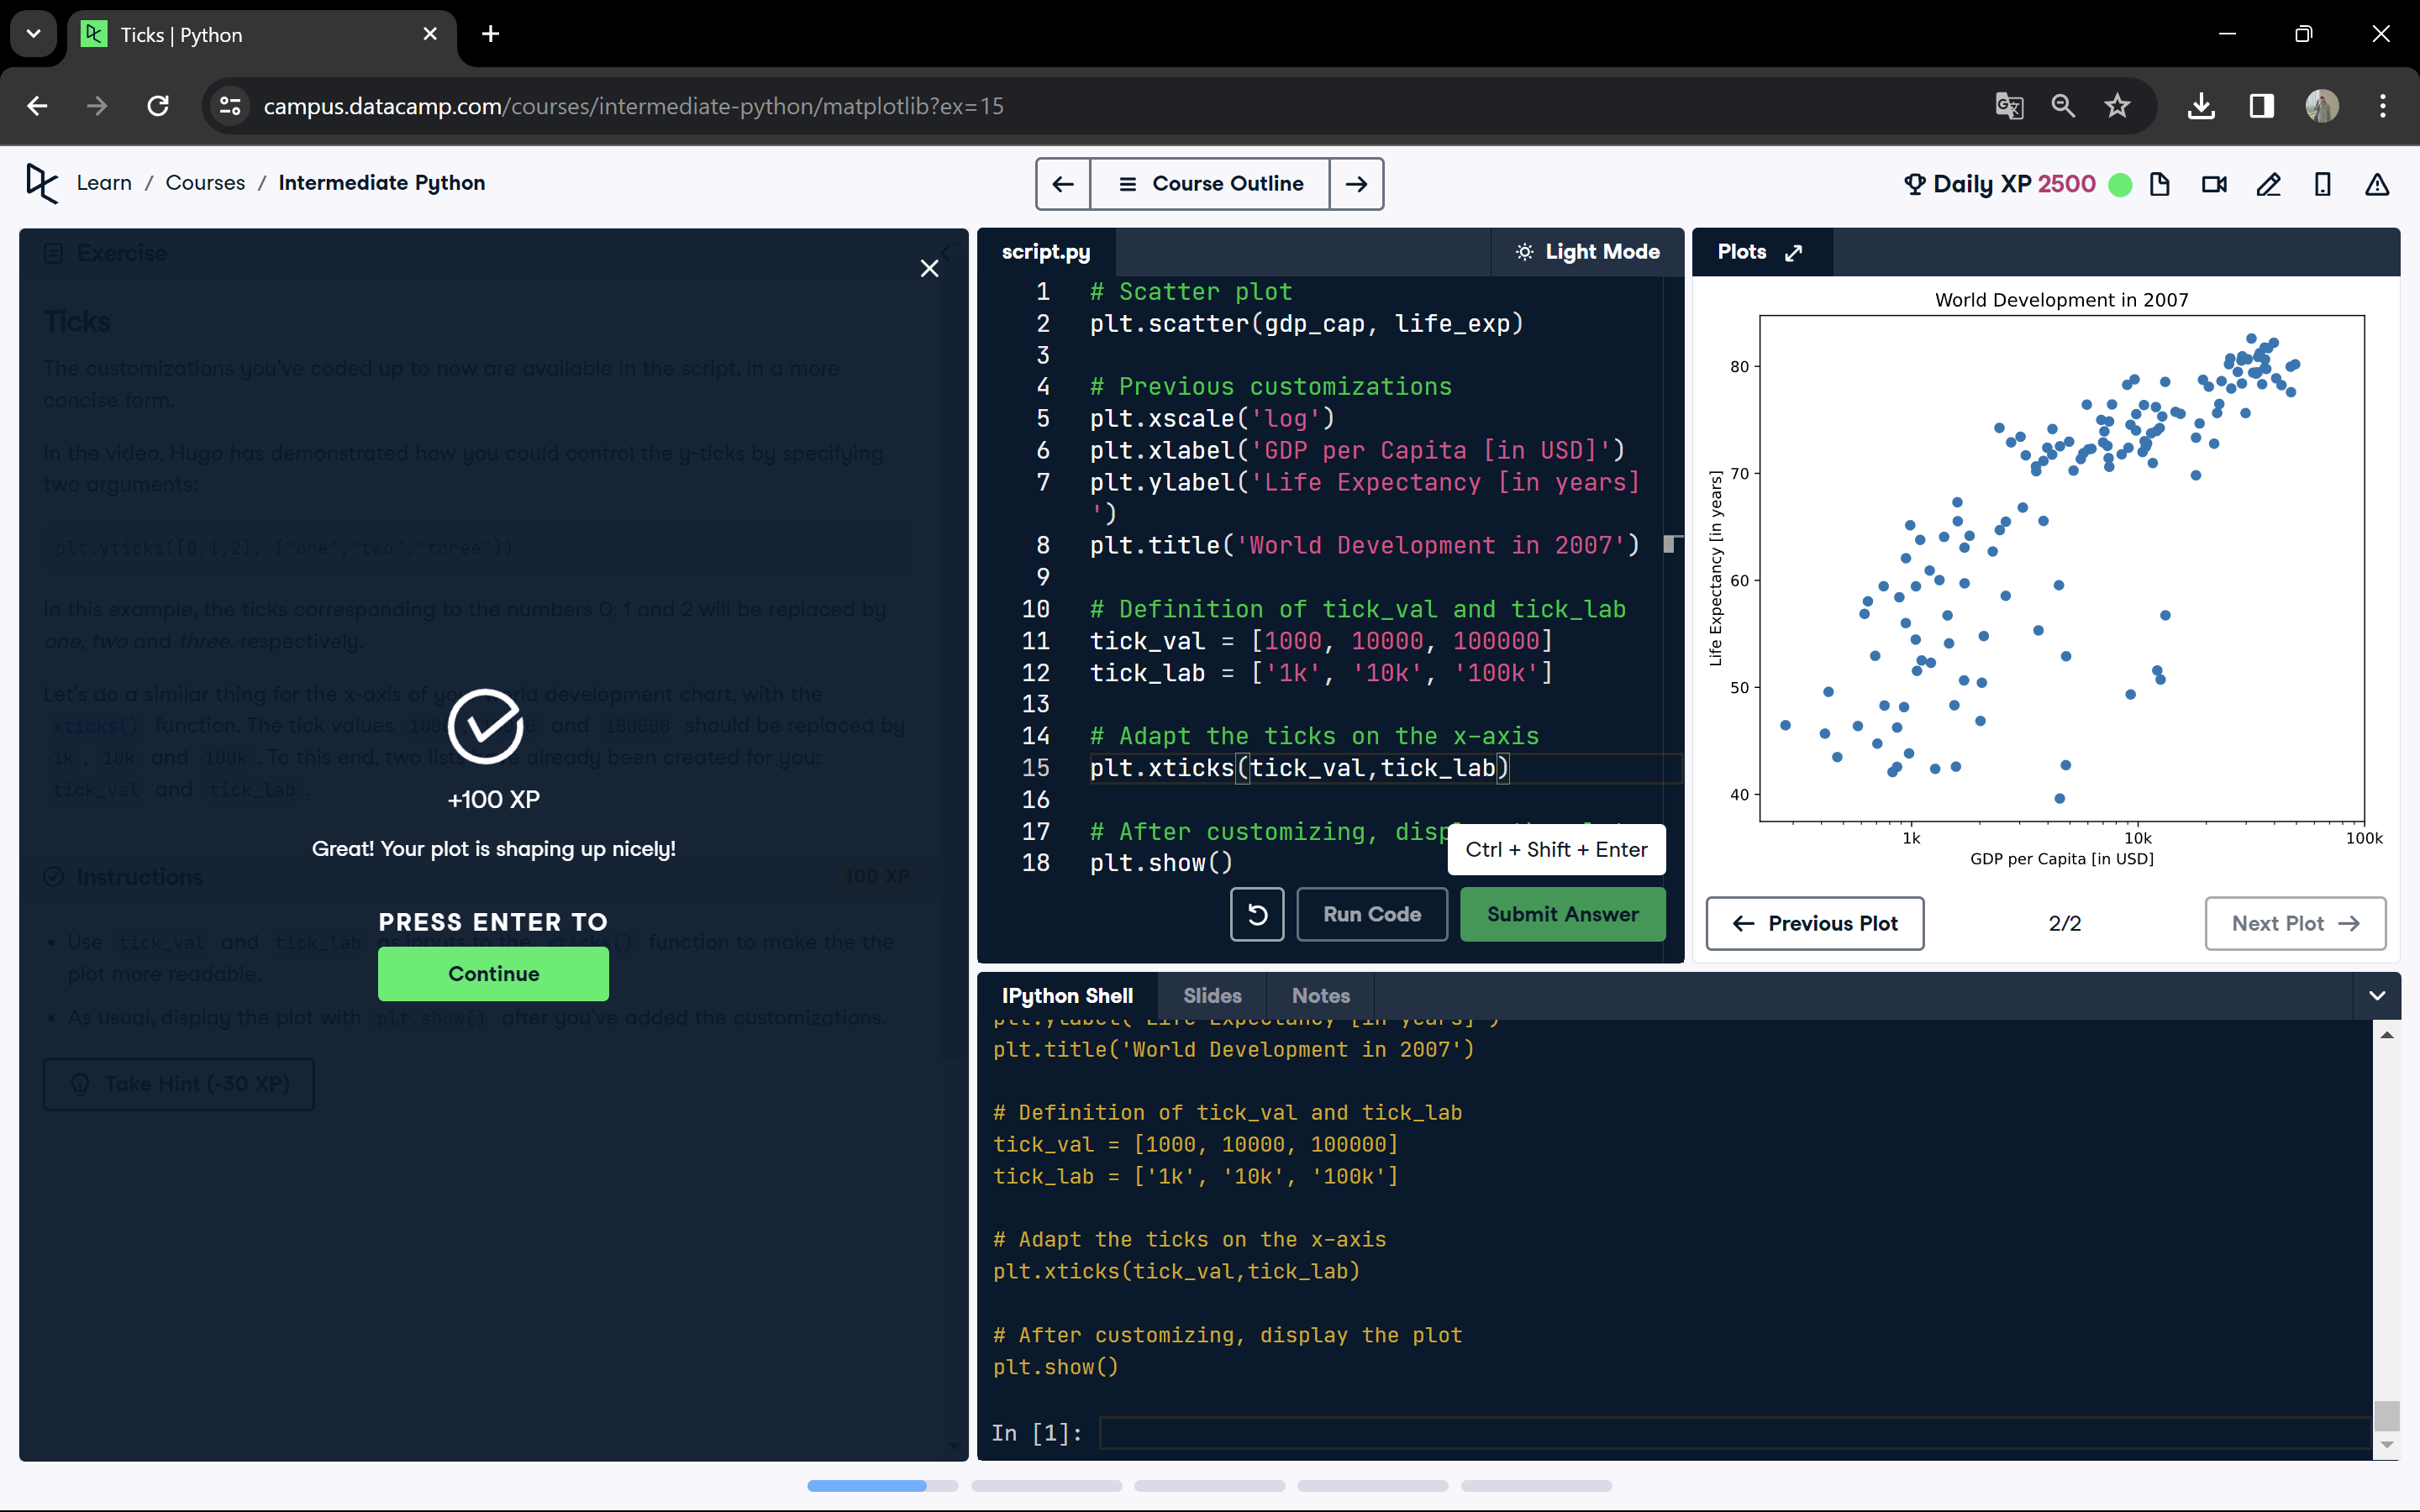 Ticks | Python
campus.datacamp.com/courses/intermediate-python/matplotlib?ex=15
Learn / Courses / Intermediate Python
Course Outline
Daily XP 2500
Exercise
Ticks
The customizations you've coded up to now are available in the script, in a more
concise form.
In the video, Hugo has demonstrated how you could control the y-ticks by specifying
two arguments:
plt.yticks([0,1,2], ["one","two","three"])
In this example, the ticks corresponding to the numbers 0, 1 and 2 will be replaced by
one, two and three, respectively.
Let's do a similar thing for the x-axis of your world development chart, with the
xticks() function. The tick values 1000, and 100000 should be replaced by
1k, 10k and 100k. To this end, two lists already been created for you:
tick_val and tick_lab.
+100 XP
Great! Your plot is shaping up nicely!
Instructions
100 XP
PRESS ENTER TO
Continue
Use tick_val and tick_lab as inputs to the xticks() function to make the the
plot more readable.
As usual, display the plot with plt.show() after you've added the customizations.
Take Hint (-30 XP)
script.py
Light Mode
1 # Scatter plot
2 plt.scatter(gdp_cap, life_exp)
3
4 # Previous customizations
5 plt.xscale('log')
6 plt.xlabel('GDP per Capita [in USD]')
7 plt.ylabel('Life Expectancy [in years]
')
8 plt.title('World Development in 2007')
9
10 # Definition of tick_val and tick_lab
11 tick_val = [1000, 10000, 100000]
12 tick_lab = ['1k', '10k', '100k']
13
14 # Adapt the ticks on the x-axis
15 plt.xticks(tick_val,tick_lab)
16
17 # After customizing, disp
18 plt.show()
Ctrl + Shift + Enter
Run Code
Submit Answer
Plots
World Development in 2007
Life Expectancy [in years]
80
70
60
50
40
1k 10k 100k
GDP per Capita [in USD]
Previous Plot
2/2
Next Plot
IPython Shell Slides Notes
plt.ylabel('Life Expectancy [in years]')
plt.title('World Development in 2007')
# Definition of tick_val and tick_lab
tick_val = [1000, 10000, 100000]
tick_lab = ['1k', '10k', '100k']
# Adapt the ticks on the x-axis
plt.xticks(tick_val,tick_lab)
# After customizing, display the plot
plt.show()
In [1]: